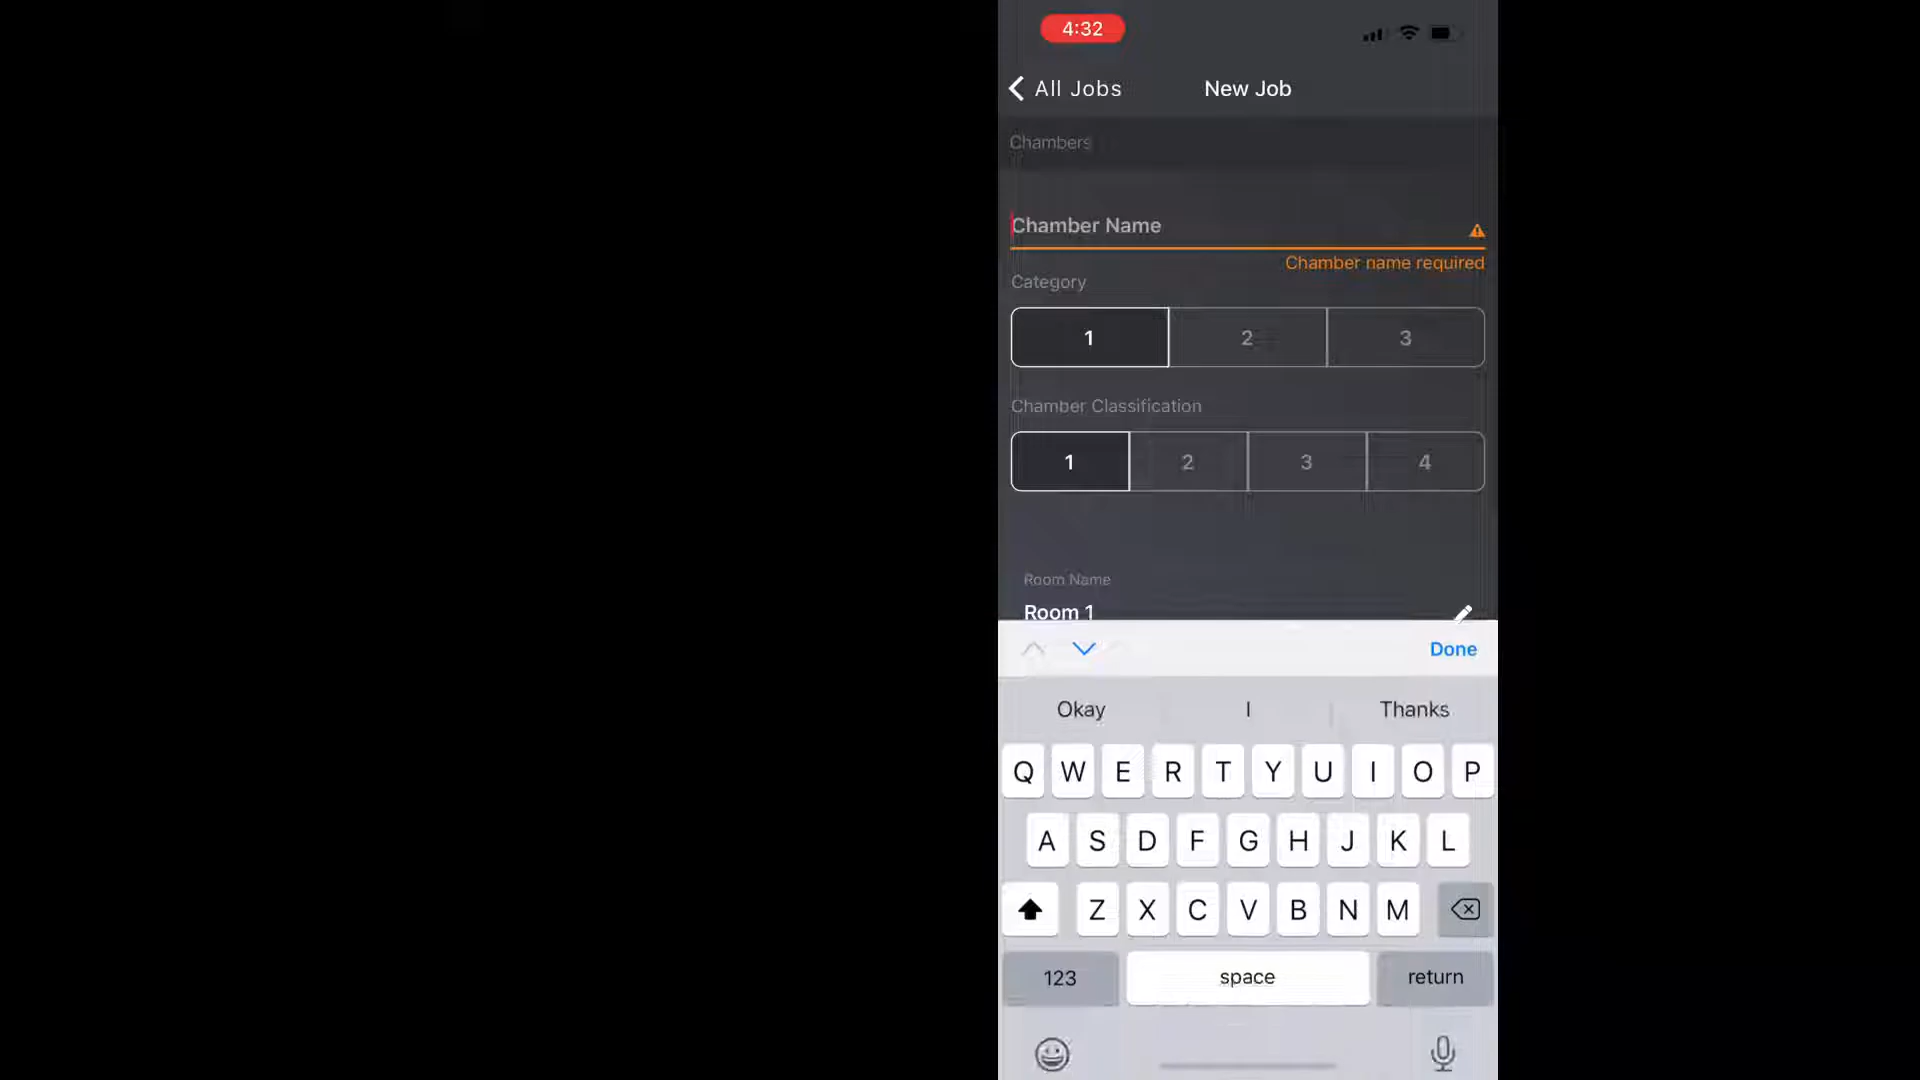 4:32
All Jobs
New Job
Chambers
Chamber Name
Chamber name required
Category
1 2 3
Chamber Classification
1 2 3 4
Room Name
Room 1
Done
Okay I Thanks
Q W E R T Y U I O P
A S D F G H J K L
Z X C V B N M
123 space return